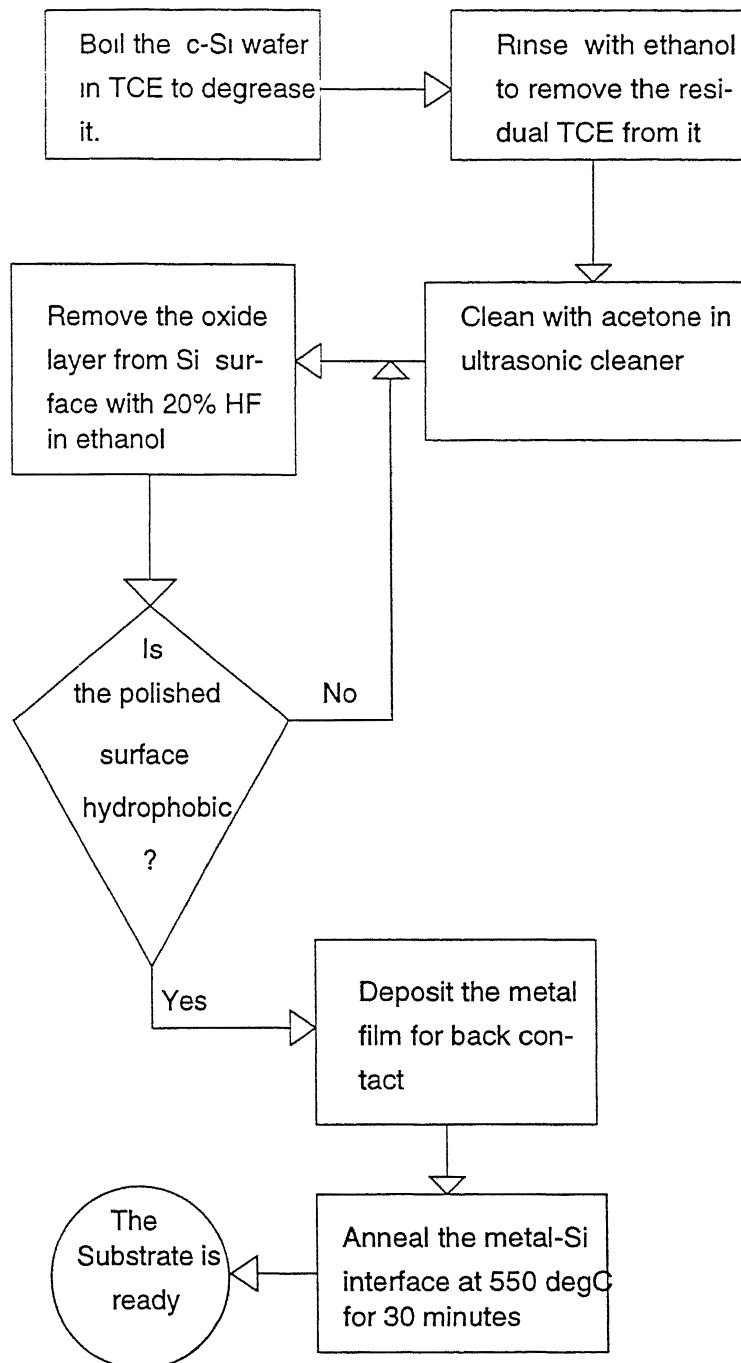 Boil the c-Si wafer
in TCE to degrease
it.
Rinse with ethanol
to remove the resi-
dual TCE from it
Clean with acetone in
ultrasonic cleaner
Remove the oxide
layer from Si sur-
face with 20% HF
in ethanol
Is
the polished
surface
hydrophobic
?
No
Yes
Deposit the metal
film for back con-
tact
Anneal the metal-Si
interface at 550 degC
for 30 minutes
The
Substrate is
ready